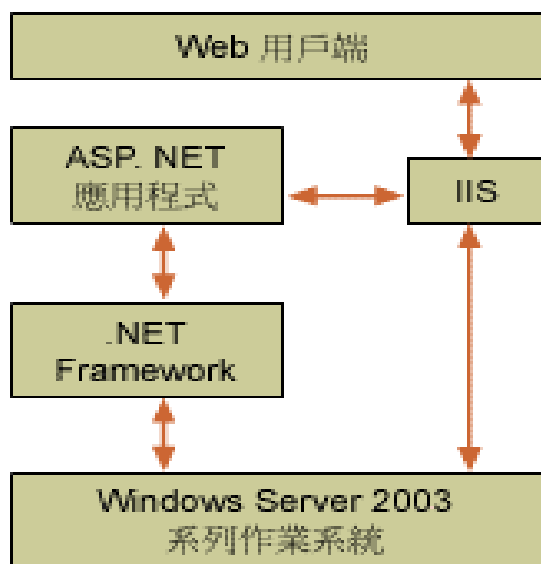 Web 用戶端
ASP. NET
應用程式
IIS
.NET
Framework
Windows Server 2003
系列作業系統